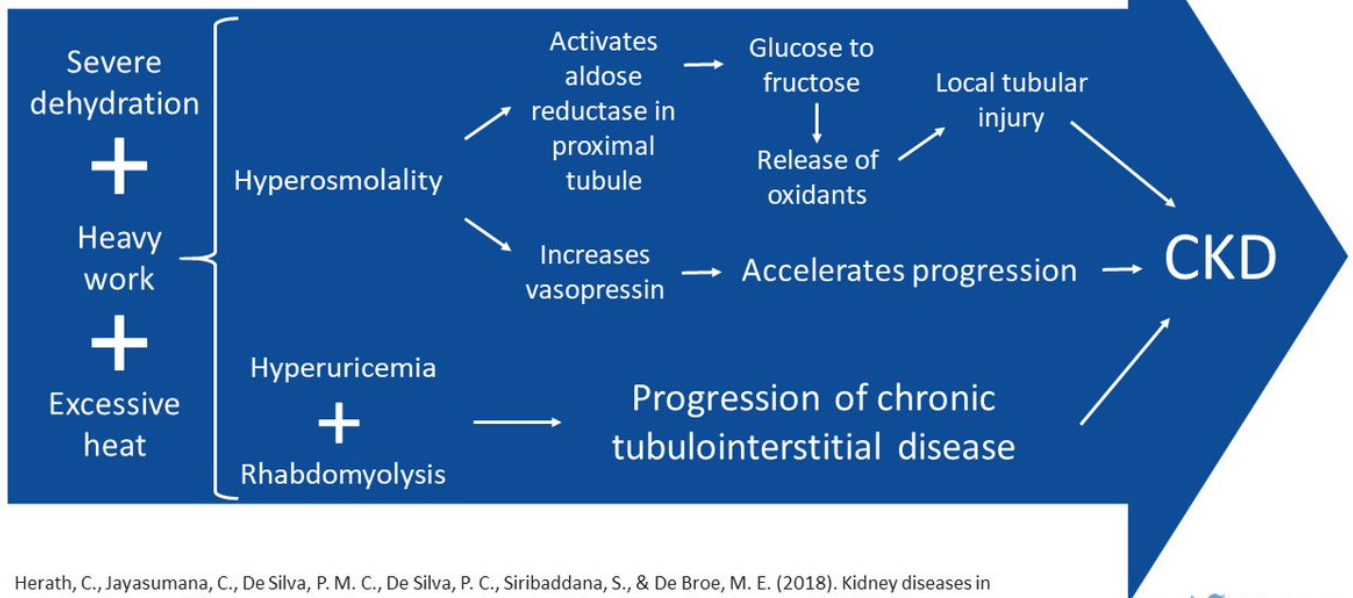 Severe
dehydration
+
Heavy
work
+
Excessive
heat
Hyperosmolality
Activates
aldose
reductase in
proximal
tubule
Glucose to
fructose
Release of
oxidants
Local tubular
injury
Increases
vasopressin
Accelerates progression
Hyperuricemia
+
Rhabdomyolysis
Progression of chronic
tubulointerstitial disease
CKD
Herath, C., Jayasumana, C., De Silva, P. M. C., De Silva, P. C., Siribaddana, S., & De Broe, M. E. (2018). Kidney diseases in